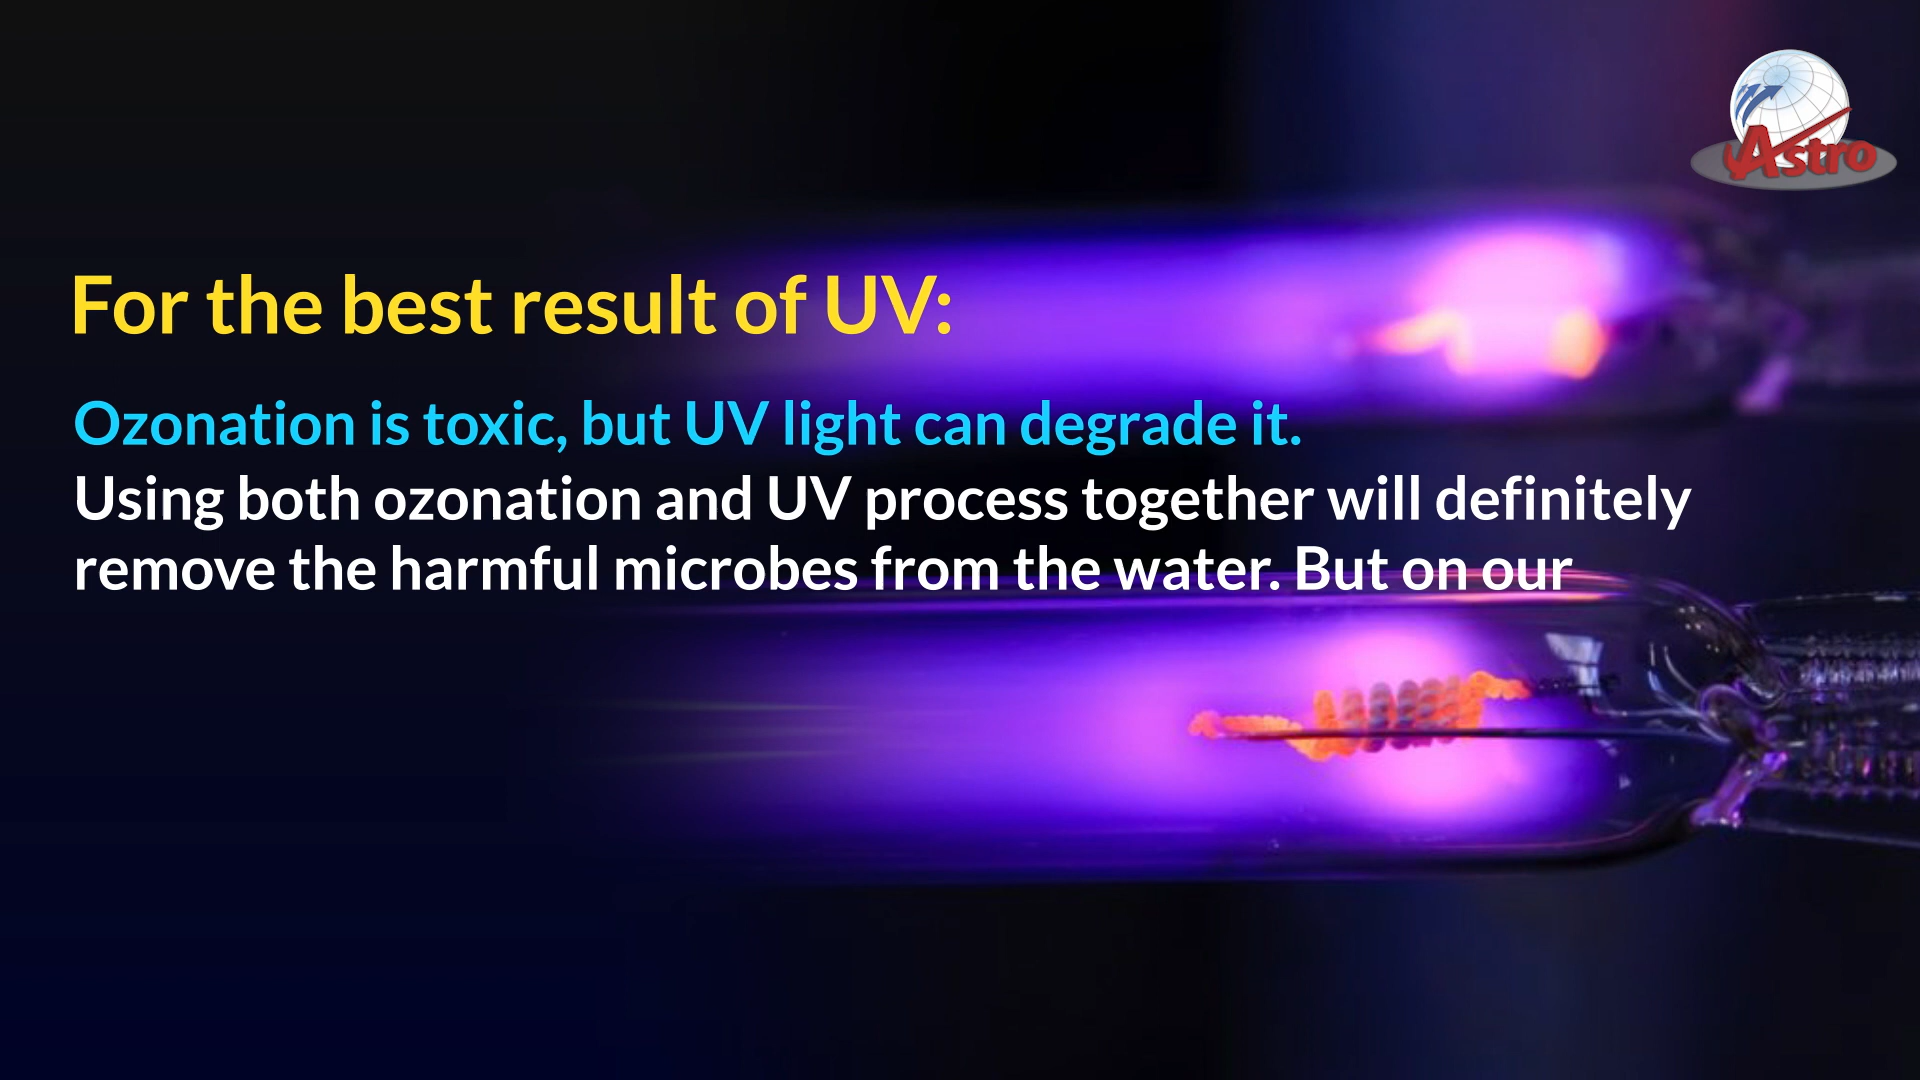 Astro
For the best result of UV:
Ozonation is toxic, but UV light can degrade it.
Using both ozonation and UV process together will definitely
remove the harmful microbes from the water. But on our